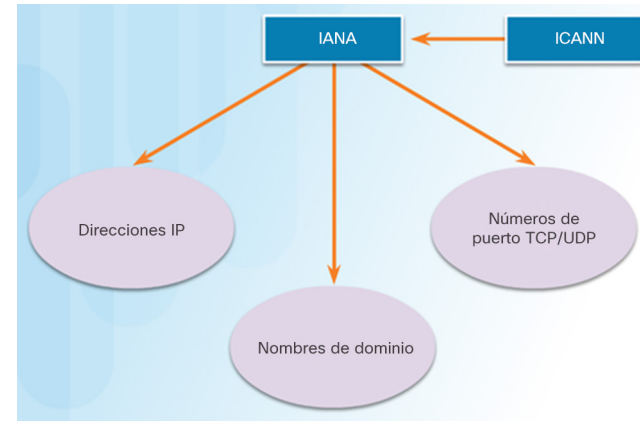 IANA
ICANN
Direcciones IP
Números de
puerto TCP/UDP
Nombres de dominio